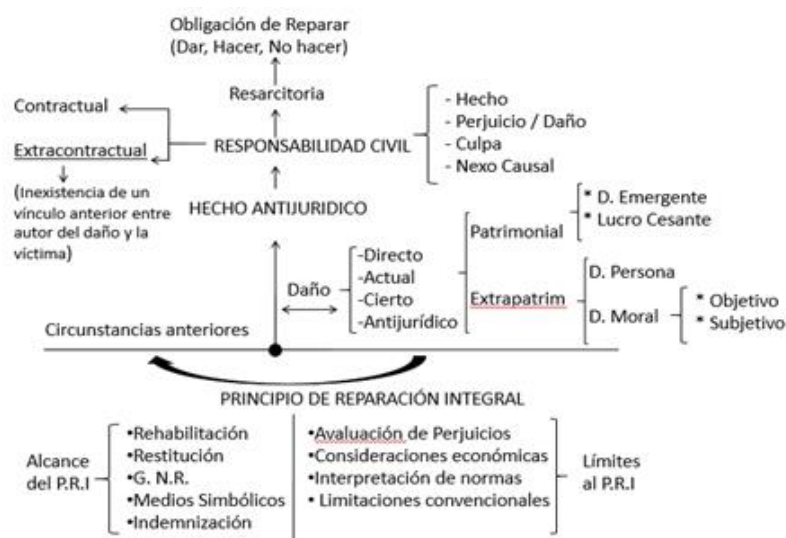 Obligación de Reparar
(Dar, Hacer, No hacer)
Resarcitoria
Contractual
Extracontractual
(Inexistencia de un
vínculo anterior entre
autor del daño y la
víctima)
RESPONSABILIDAD CIVIL
- Hecho
- Perjuicio / Daño
- Culpa
- Nexo Causal
HECHO ANTIJURIDICO
Daño
-Directo
-Actual
-Cierto
-Antijurídico
Patrimonial
* D. Emergente
* Lucro Cesante
Extrapatrim
D. Persona
D. Moral
* Objetivo
* Subjetivo
Circunstancias anteriores
PRINCIPIO DE REPARACIÓN INTEGRAL
Alcance
del P.R.I
•Rehabilitación
•Restitución
•G. N.R.
•Medios Simbólicos
•Indemnización
•Avaluación de Perjuicios
•Consideraciones económicas
•Interpretación de normas
• Limitaciones convencionales
Límites
al P.R.I